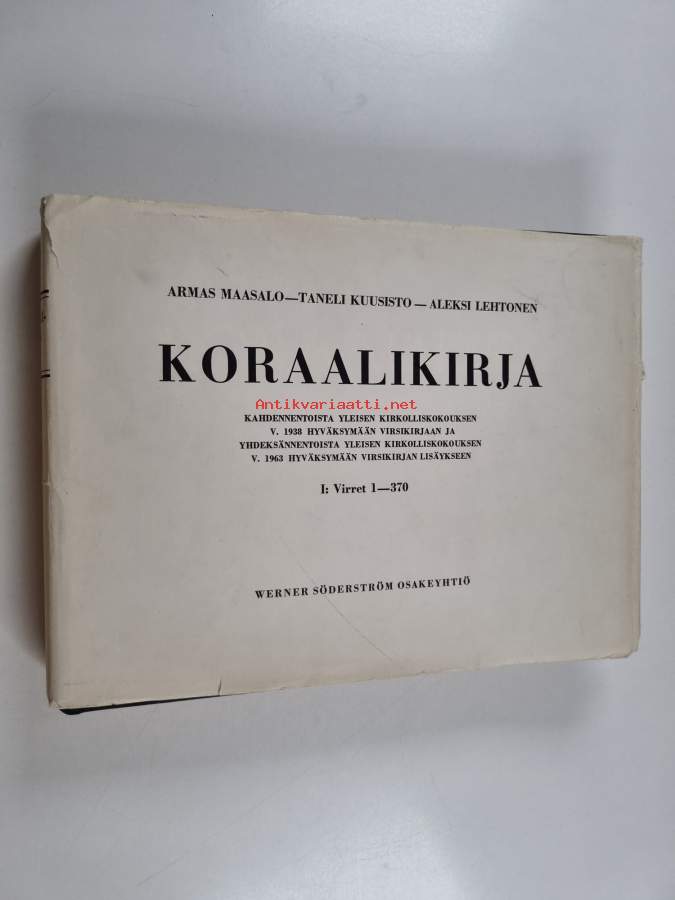 ARMAS MAASALO—TANELI KUUSISTO—ALEKSI LEHTONEN
KORAALIKIRJA
Antikvariaatti.net
KAHDENNENTOISTA YLEISEN KIRKOLLISKOKOUKSEN
V. 1938 HYVÄKSYMÄÄN VIRSIKIRJAAN JA
YHDEKSÄNNENTOISTA YLEISEN KIRKOLLISKOKOUKSEN
V. 1963 HYVÄKSYMÄÄN VIRSIKIRJAN LISÄYKSEEN
I: Virret 1—370
WERNER SÖDERSTRÖM OSAKEYHTIÖ